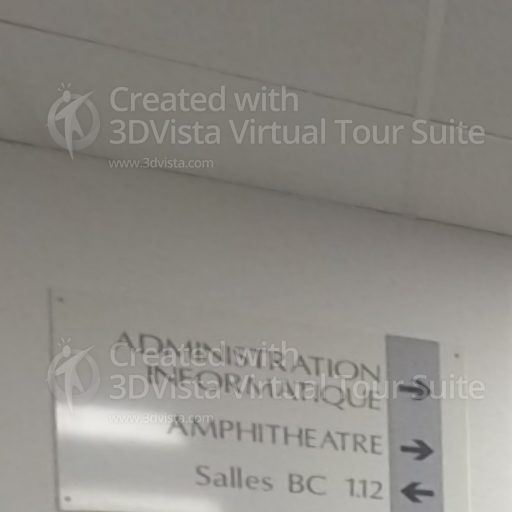 Created with
3DVista Virtual Tour Suite
www.3dvista.com
ADMINISTRATION
INFORMATIQUE →
Created with
3DVista Virtual Tour Suite
www.3dvista.com
AMPHITHEATRE →
Salles BC 1.12 ←